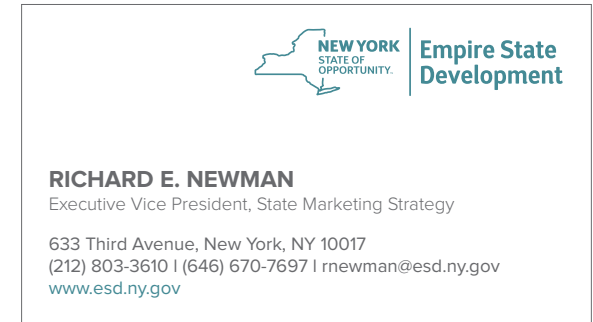 NEW YORK
STATE OF
OPPORTUNITY.
Empire State
Development
RICHARD E. NEWMAN
Executive Vice President, State Marketing Strategy
633 Third Avenue, New York, NY 10017
(212) 803-3610 | (646) 670-7697 | rnewman@esd.ny.gov
www.esd.ny.gov